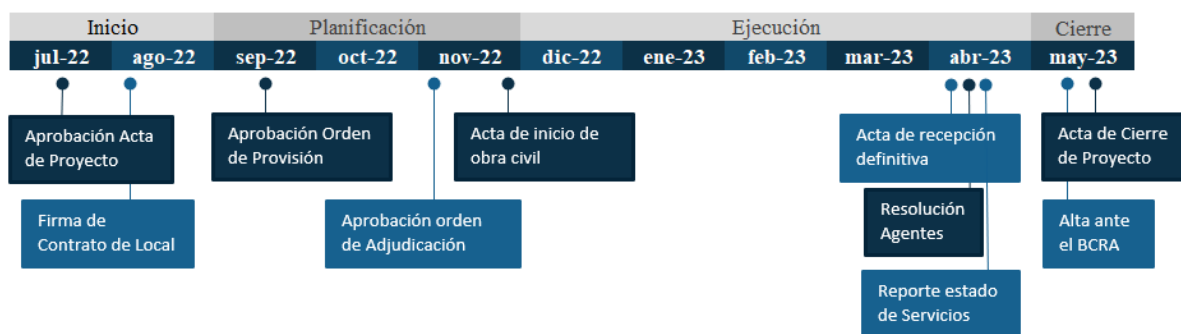 Inicio Planificación Ejecución Cierre
jul-22 ago-22 sep-22 oct-22 nov-22 dic-22 ene-23 feb-23 mar-23 abr-23 may-23
Aprobación Acta
de Proyecto
Firma de
Contrato de Local
Aprobación Orden
de Provisión
Aprobación orden
de Adjudicación
Acta de inicio de
obra civil
Acta de recepción
definitiva
Resolución
Agentes
Reporte estado
de Servicios
Acta de Cierre
de Proyecto
Alta ante
el BCRA